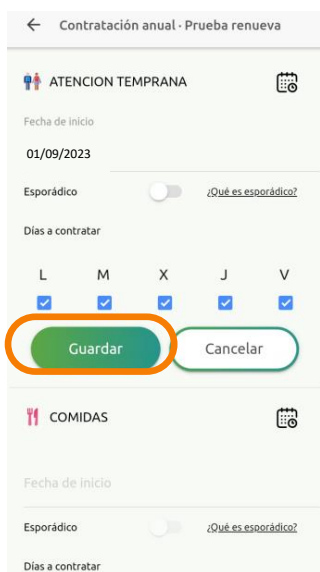 Contratación anual · Prueba renueva
ATENCION TEMPRANA
Fecha de inicio
01/09/2023
Esporádico ¿Qué es esporádico?
Días a contratar
L M X J V
Guardar Cancelar
COMIDAS
Fecha de inicio
Esporádico ¿Qué es esporádico?
Días a contratar